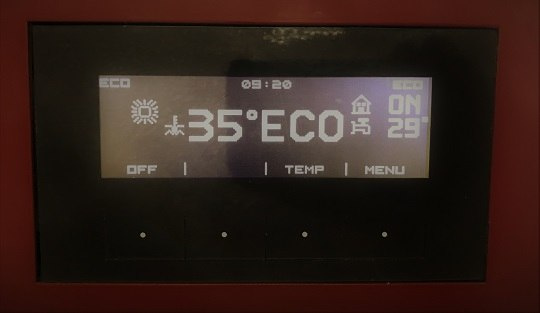 ECO 09:20 ECO
35°ECO ON
29°
OFF | | TEMP | MENU